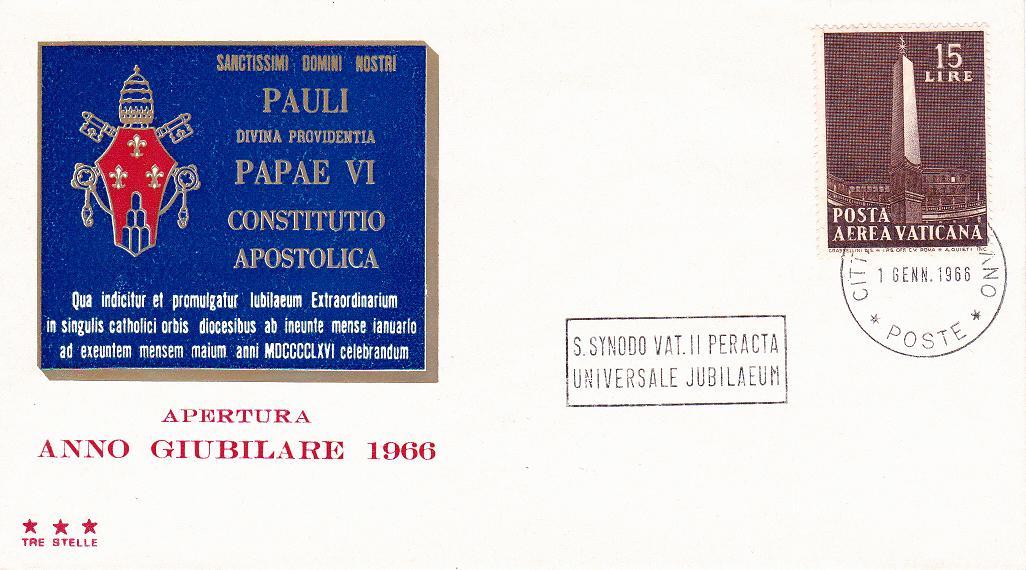 SANCTISSIMI DOMINI NOSTRI
PAULI
DIVINA PROVIDENTIA
PAPAE VI
CONSTITUTIO
APOSTOLICA
Qua indicitur et promulgatur Iubilaeum Extraordinarium
in singulis catholici orbis dioecesibus ab ineunte mense ianuario
ad exeuntem mensem maium anni MDCCCCLXVI celebrandum
APERTURA
ANNO GIUBILARE 1966
TRE STELLE
15
LIRE
POSTA
AEREA VATICANA
1 GENN. 1966
POSTE
S. SYNODO VAT. II PERACTA
UNIVERSALE JUBILAEUM